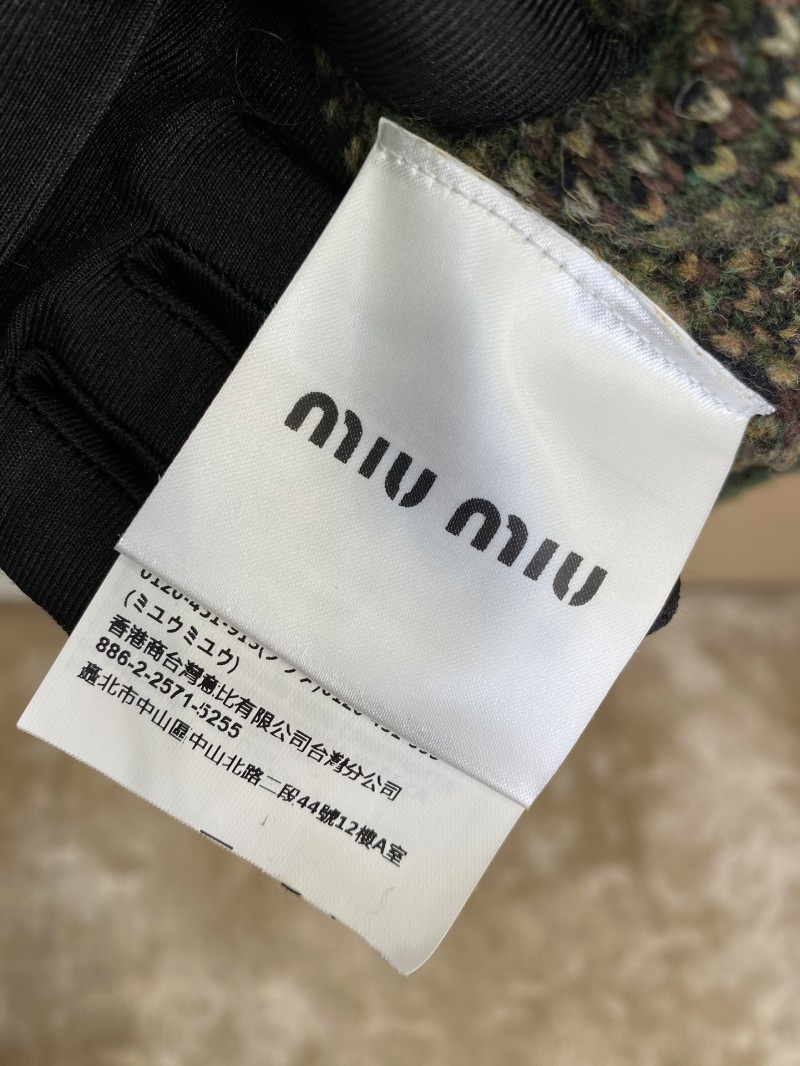 miu miu
(ミュウミュウ)
香港商台灣意比有限公司台灣分公司
886-2-2571-5255
臺北市中山區中山北路二段44號12樓A室